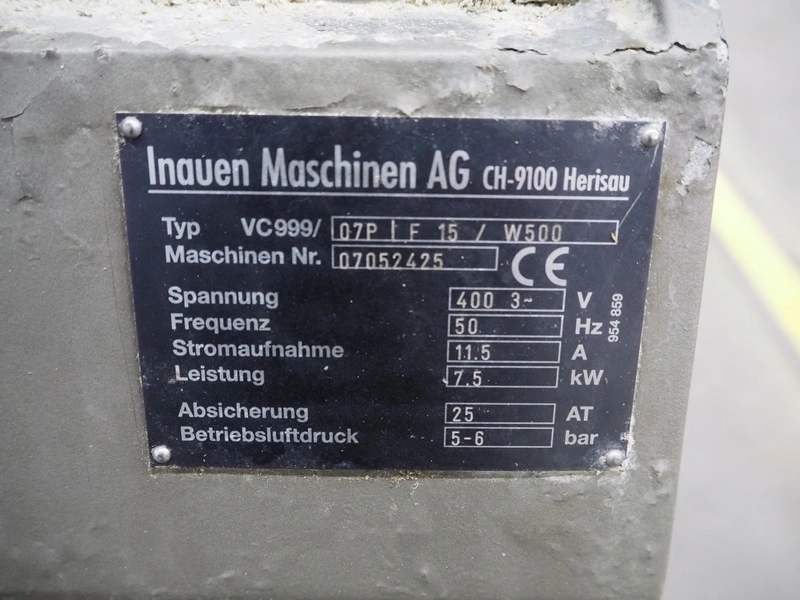 Inauen Maschinen AG CH-9100 Herisau
Typ VC999/ 07P | F 15 / W500
Maschinen Nr. 07052425
CE
Spannung 400 3~ V
Frequenz 50 Hz
Stromaufnahme 11.5 A
Leistung 7.5 kW
Absicherung 25 AT
Betriebsluftdruck 5-6 bar
954 859